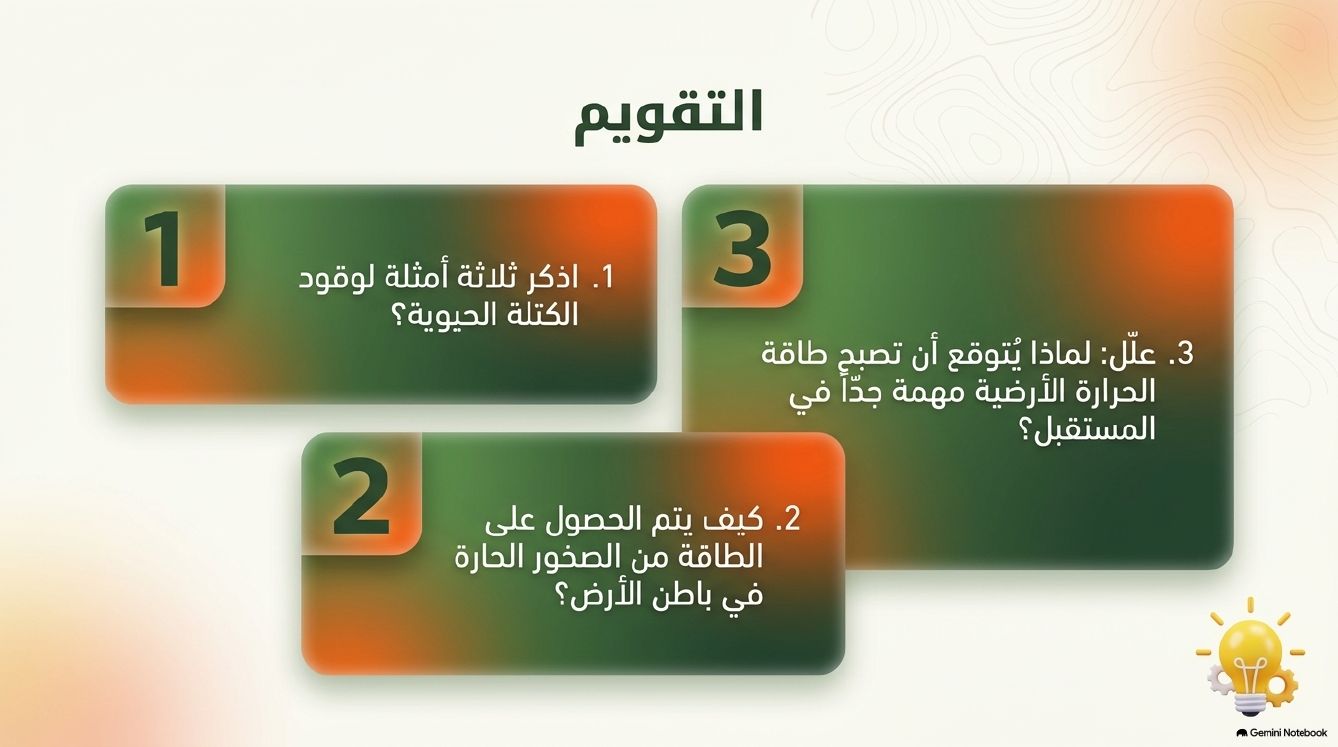 التقويم
1
1. اذكر ثلاثة أمثلة لوقود
الكتلة الحيوية؟
2
2. كيف يتم الحصول على
الطاقة من الصخور الحارة
في باطن الأرض؟
3
3. علّل: لماذا يُتوقع أن تصبح طاقة
الحرارة الأرضية مهمة جدّاً في
المستقبل؟
Gemini Notebook